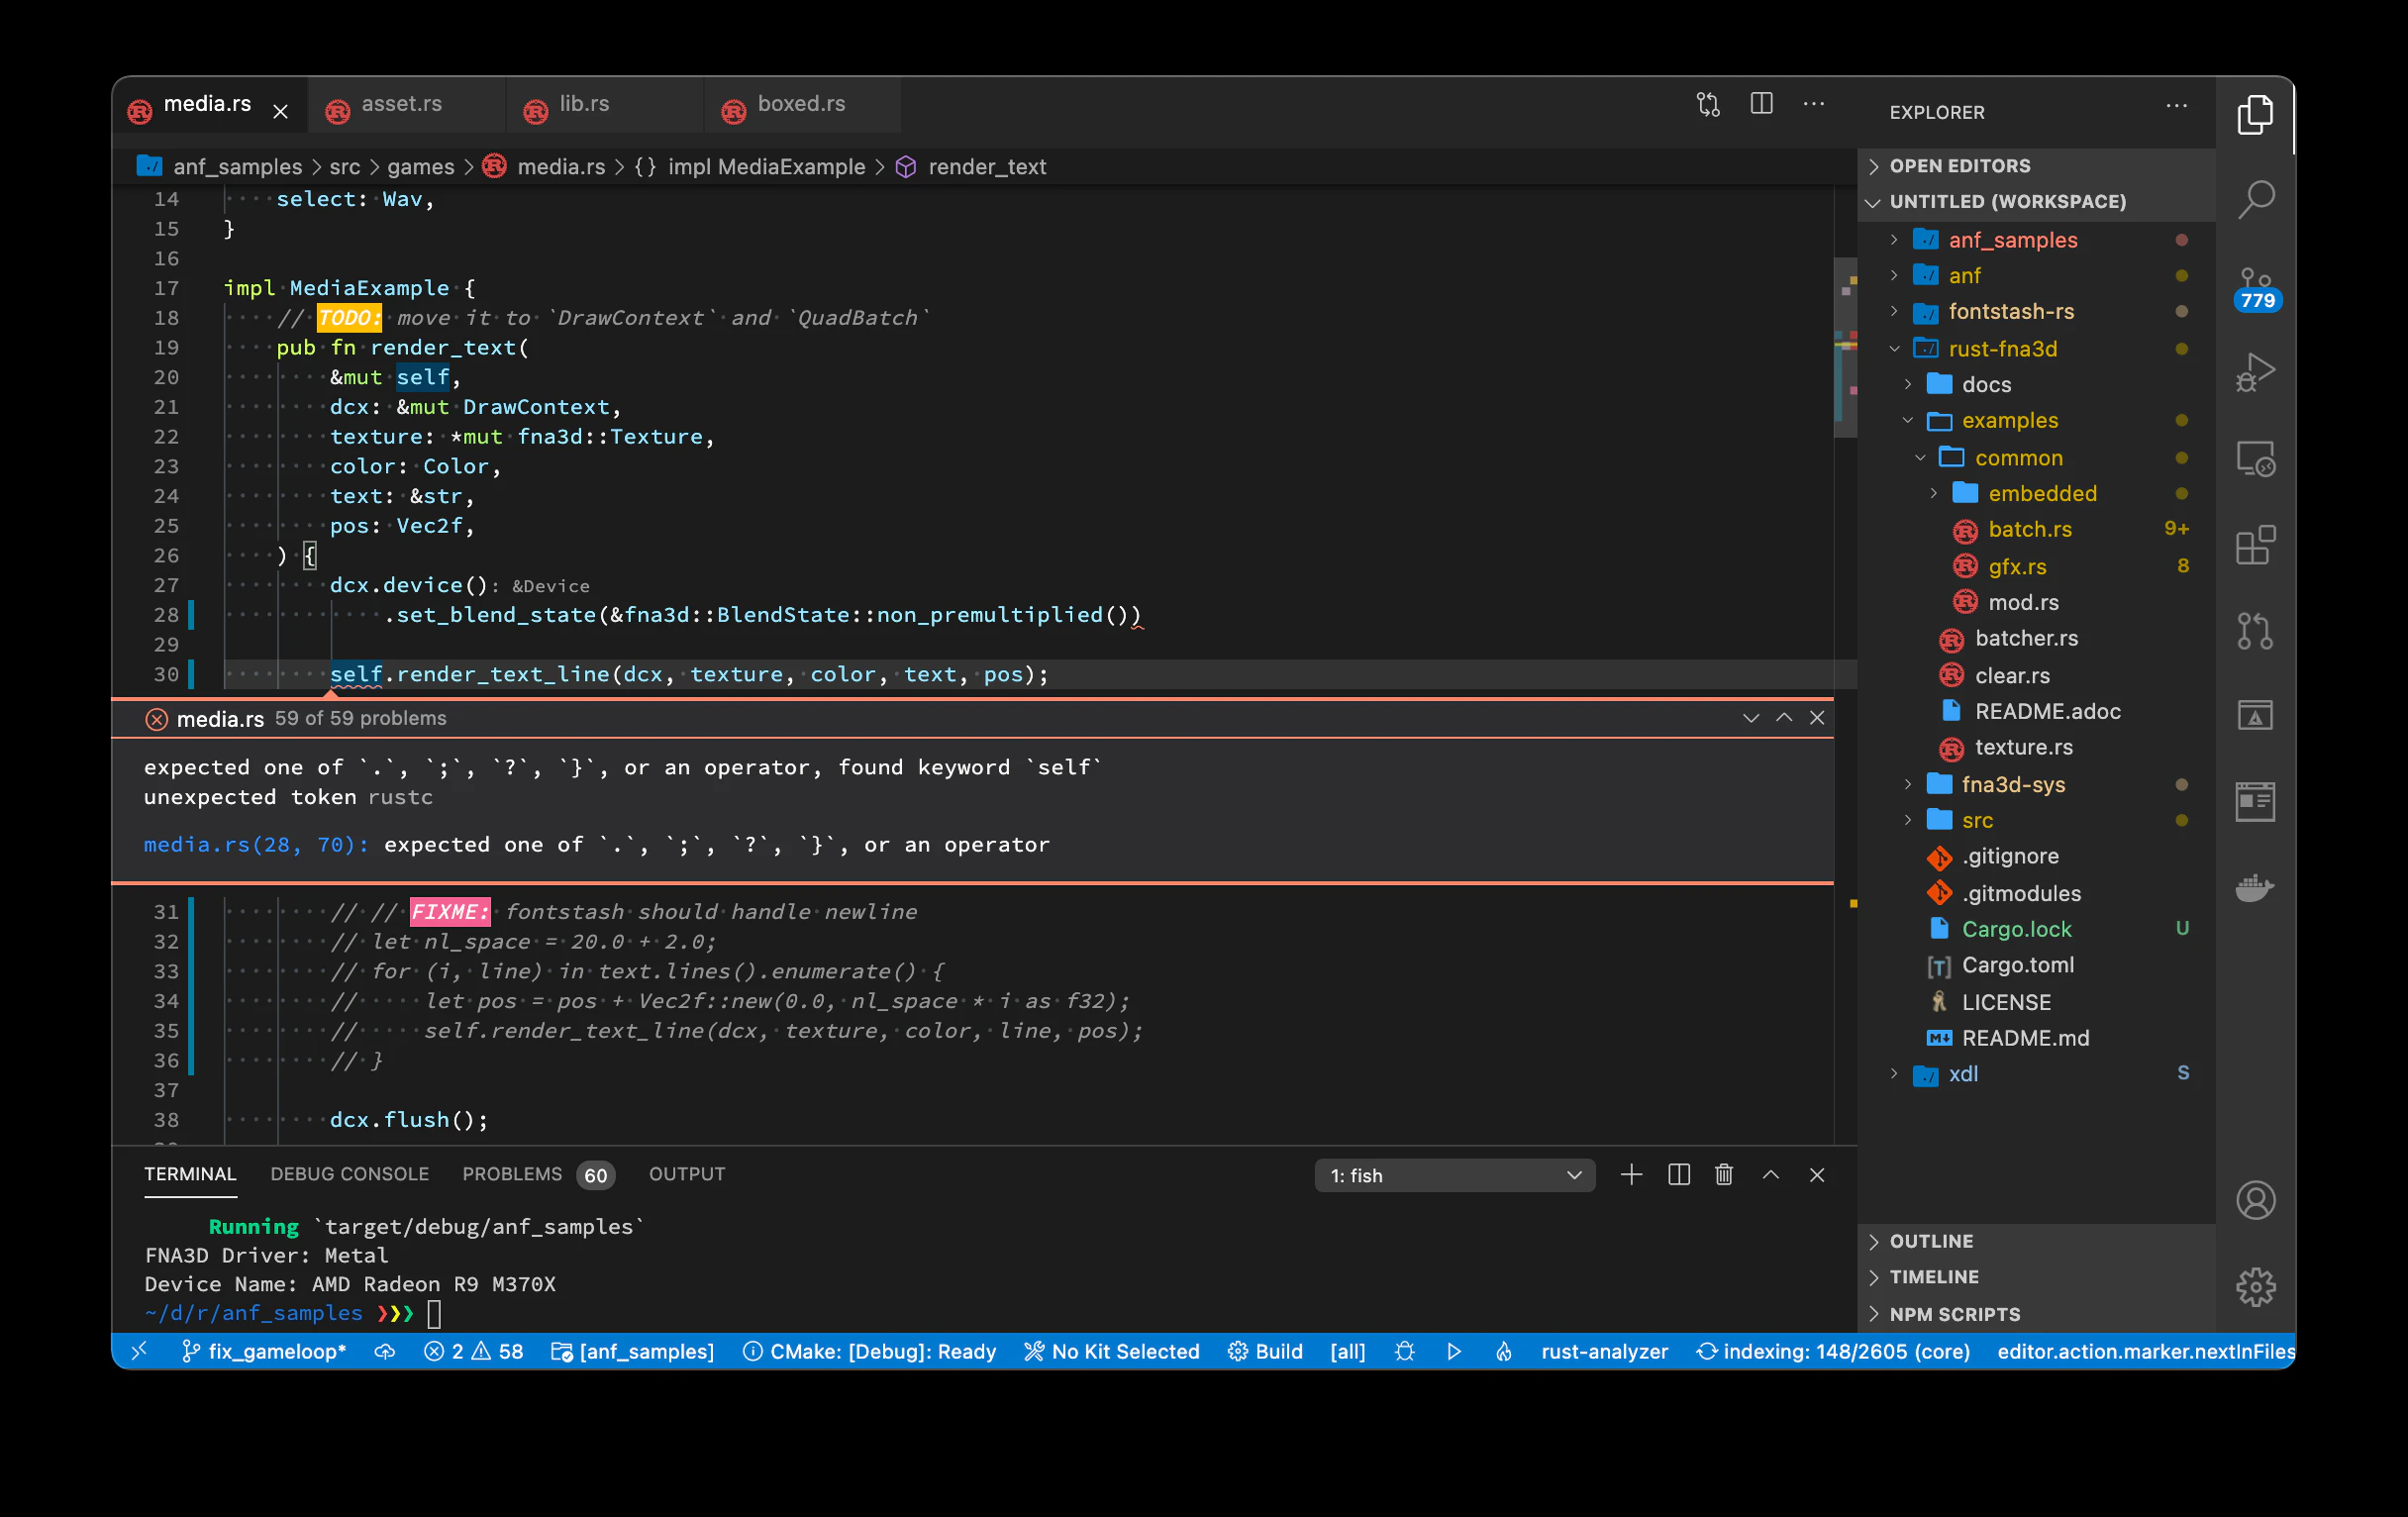 media.rs
asset.rs
lib.rs
boxed.rs
EXPLORER
anf_samples > src > games > media.rs > {} impl MediaExample > render_text
14 select: Wav,
15 }
16
17 impl MediaExample {
18 // TODO: move it to `DrawContext` and `QuadBatch`
19 pub fn render_text(
20 &mut self,
21 dcx: &mut DrawContext,
22 texture: *mut fna3d::Texture,
23 color: Color,
24 text: &str,
25 pos: Vec2f,
26 ) {
27 dcx.device(): &Device
28 .set_blend_state(&fna3d::BlendState::non_premultiplied())
29
30 self.render_text_line(dcx, texture, color, text, pos);
media.rs 59 of 59 problems
expected one of `.`, `;`, `?`, `}`, or an operator, found keyword `self`
unexpected token rustc
media.rs(28, 70): expected one of `.`, `;`, `?`, `}`, or an operator
31 // // FIXME: fontstash should handle newline
32 // let nl_space = 20.0 + 2.0;
33 // for (i, line) in text.lines().enumerate() {
34 // let pos = pos + Vec2f::new(0.0, nl_space * i as f32);
35 // self.render_text_line(dcx, texture, color, line, pos);
36 // }
37
38 dcx.flush();
TERMINAL DEBUG CONSOLE PROBLEMS 60 OUTPUT
1: fish
Running `target/debug/anf_samples`
FNA3D Driver: Metal
Device Name: AMD Radeon R9 M370X
~/d/r/anf_samples ❯❯❯
OPEN EDITORS
UNTITLED (WORKSPACE)
anf_samples
anf
fontstash-rs
rust-fna3d
docs
examples
common
embedded
batch.rs 9+
gfx.rs 8
mod.rs
batcher.rs
clear.rs
README.adoc
texture.rs
fna3d-sys
src
.gitignore
.gitmodules
Cargo.lock U
Cargo.toml
LICENSE
README.md
xdl S
OUTLINE
TIMELINE
NPM SCRIPTS
779
fix_gameloop* 2 58 [anf_samples] CMake: [Debug]: Ready No Kit Selected Build [all] rust-analyzer indexing: 148/2605 (core) editor.action.marker.nextInFiles